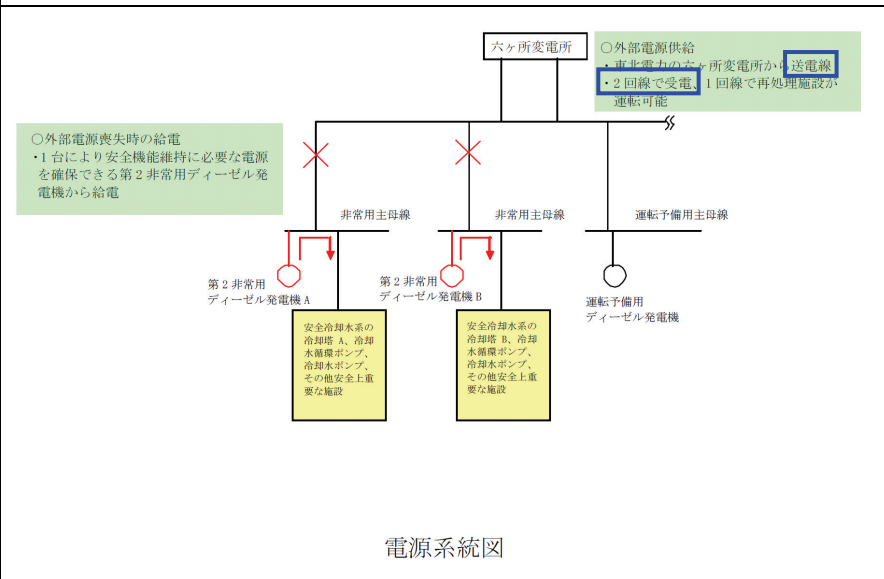 六ヶ所変電所
○外部電源供給
・東北電力の六ヶ所変電所から送電線
・2回線で受電、1回線で再処理施設が
運転可能
○外部電源喪失時の給電
・1台により安全機能維持に必要な電源
を確保できる第2非常用ディーゼル発
電機から給電
非常用主母線
非常用主母線
運転予備用主母線
第2非常用
ディーゼル発電機A
第2非常用
ディーゼル発電機B
運転予備用
ディーゼル発電機
安全冷却水系の
冷却塔 A、冷却
水循環ポンプ、
冷却水ポンプ、
その他安全上重
要な施設
安全冷却水系の
冷却塔 B、冷却
水循環ポンプ、
冷却水ポンプ、
その他安全上重
要な施設
電源系統図